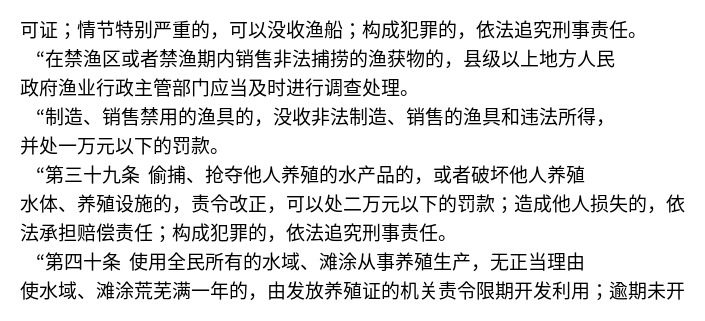 可证；情节特别严重的，可以没收渔船；构成犯罪的，依法追究刑事责任。
“在禁渔区或者禁渔期内销售非法捕捞的渔获物的，县级以上地方人民
政府渔业行政主管部门应当及时进行调查处理。
“制造、销售禁用的渔具的，没收非法制造、销售的渔具和违法所得，
并处一万元以下的罚款。
“第三十九条 偷捕、抢夺他人养殖的水产品的，或者破坏他人养殖
水体、养殖设施的，责令改正，可以处二万元以下的罚款；造成他人损失的，依
法承担赔偿责任；构成犯罪的，依法追究刑事责任。
“第四十条 使用全民所有的水域、滩涂从事养殖生产，无正当理由
使水域、滩涂荒芜满一年的，由发放养殖证的机关责令限期开发利用；逾期未开